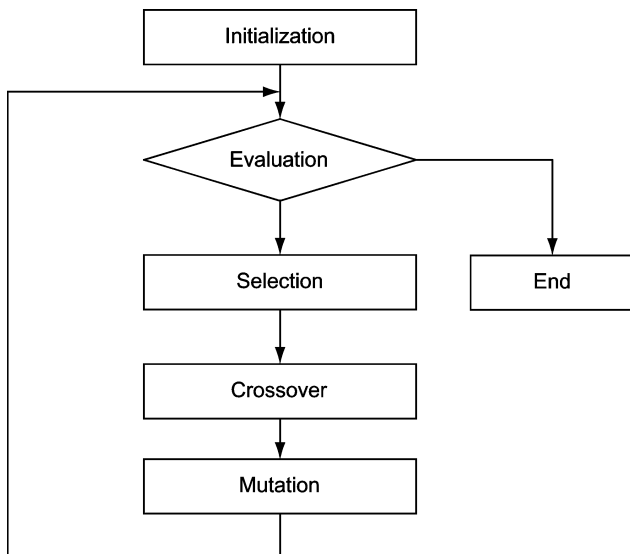 Initialization
Evaluation
Selection
End
Crossover
Mutation